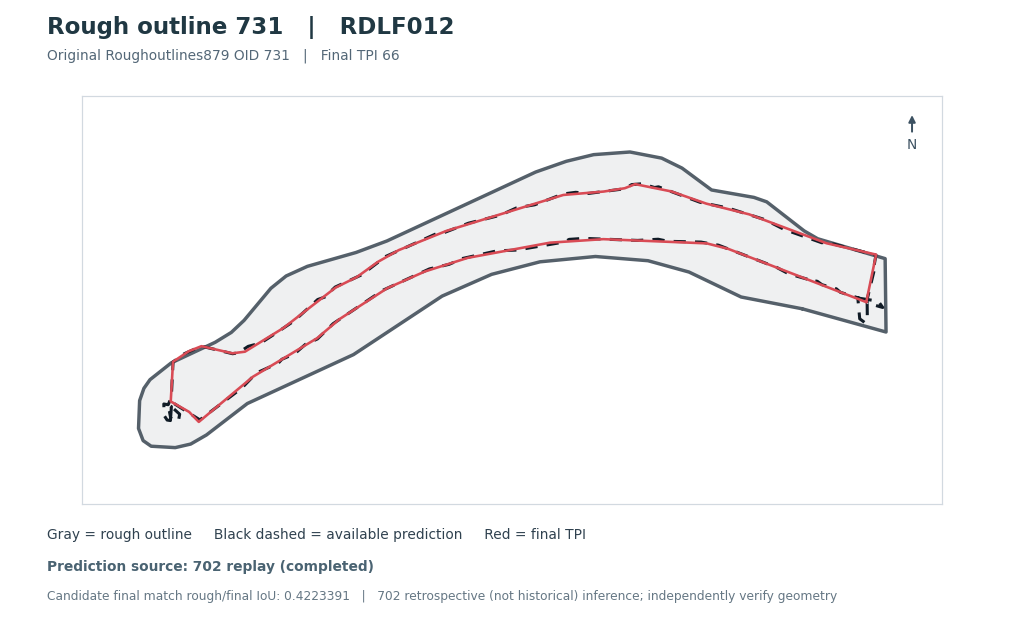 Rough outline 731   |   RDLF012
Original Roughoutlines879 OID 731   |   Final TPI 66
N
Gray = rough outline     Black dashed = available prediction     Red = final TPI
Prediction source: 702 replay (completed)
Candidate final match rough/final IoU: 0.4223391   |   702 retrospective (not historical) inference; independently verify geometry